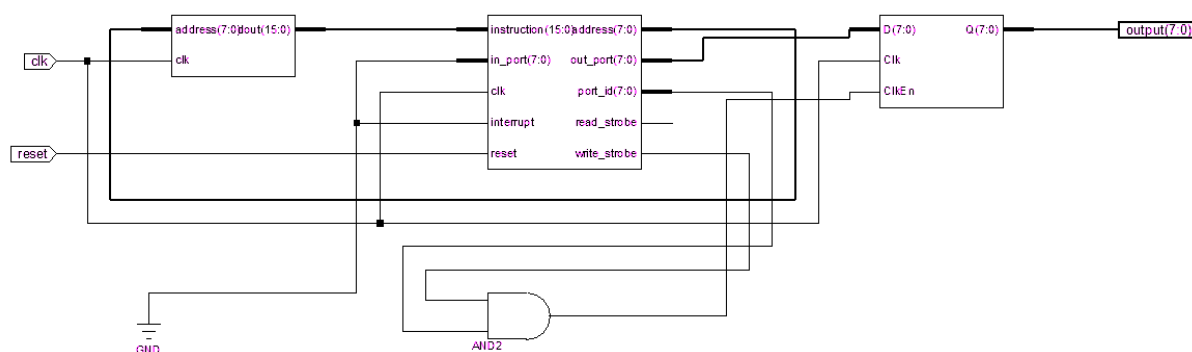 address(7:0) dout(15:0)
clk
instruction(15:0) address(7:0)
in_port(7:0) out_port(7:0)
clk port_id(7:0)
interrupt read_strobe
reset write_strobe
D(7:0) Q(7:0)
Clk
ClkEn
output(7:0)
clk
reset
GND
AND2